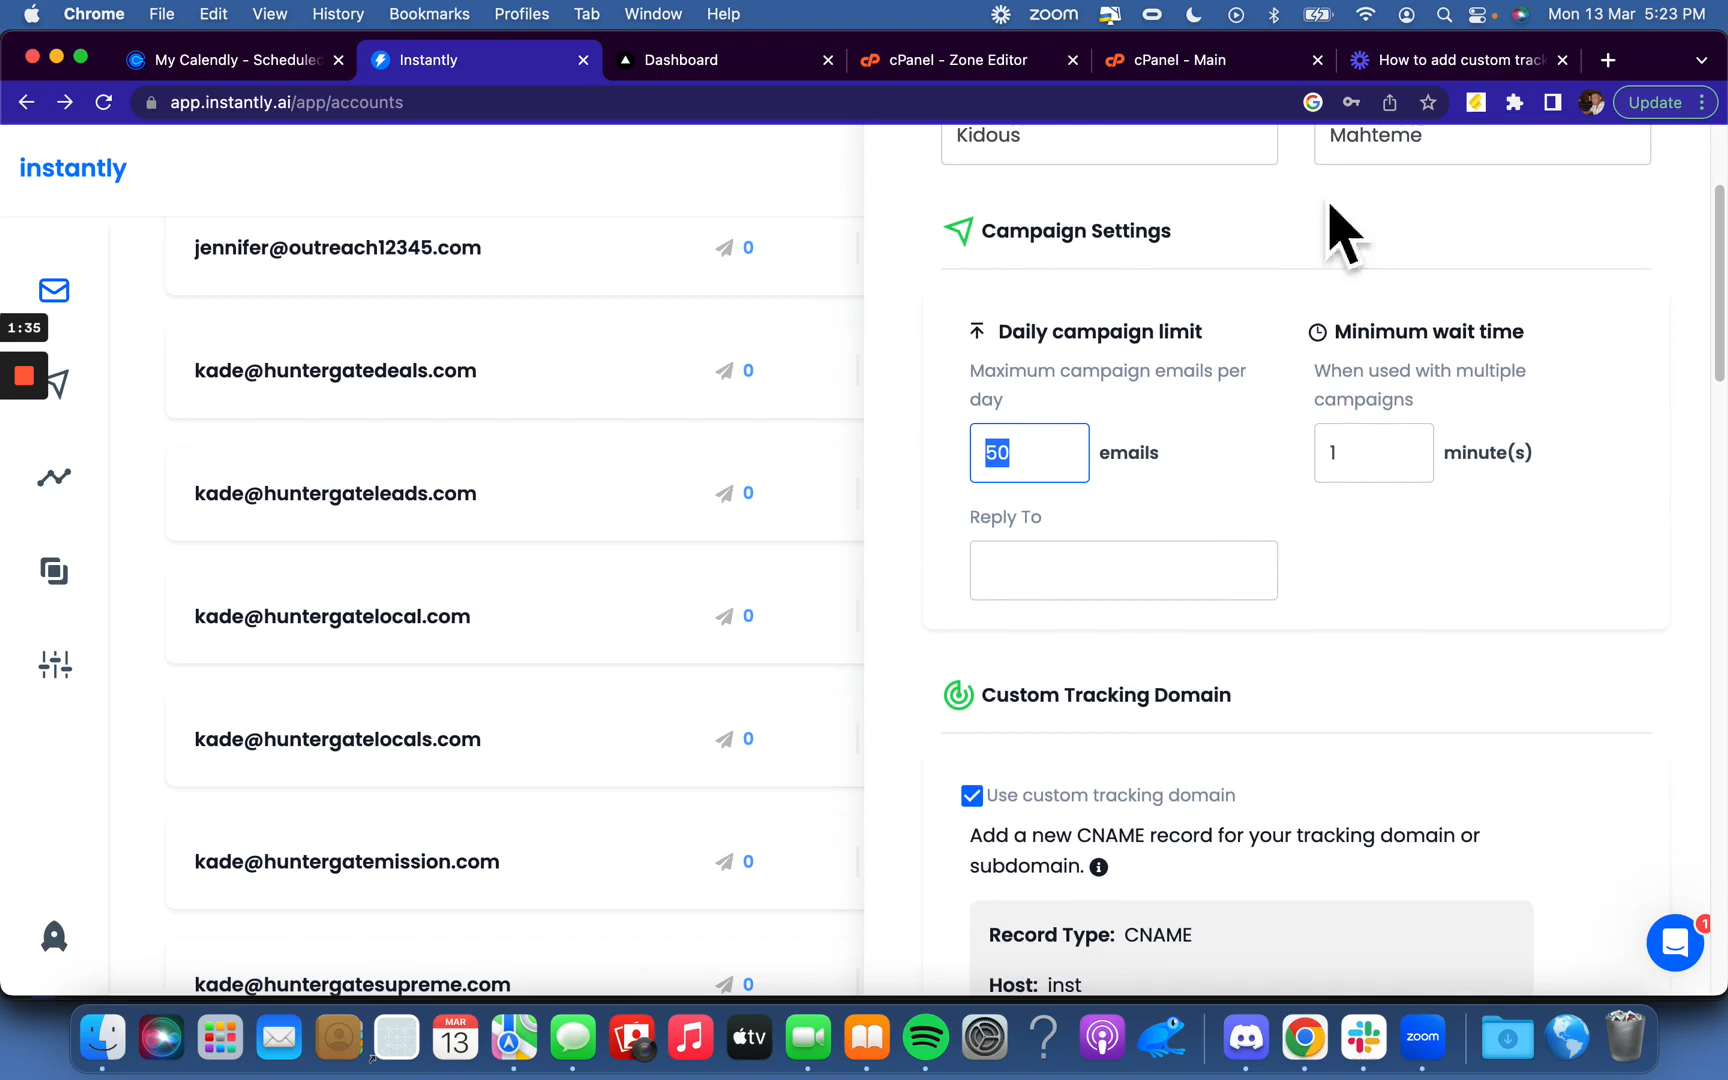 Chrome File Edit View History Bookmarks Profiles Tab Window Help zoom Mon 13 Mar 5:23 PM
My Calendly - Scheduled Instantly Dashboard cPanel - Zone Editor cPanel - Main How to add custom track
app.instantly.ai/app/accounts Update
Kidous Mahteme
instantly
Campaign Settings
jennifer@outreach12345.com 0
1:35
Daily campaign limit Minimum wait time
kade@huntergatedeals.com 0
Maximum campaign emails per day
When used with multiple campaigns
50 emails 1 minute(s)
kade@huntergateleads.com 0
Reply To
kade@huntergatelocal.com 0
Custom Tracking Domain
kade@huntergatelocals.com 0
Use custom tracking domain
Add a new CNAME record for your tracking domain or
subdomain.
kade@huntergatemission.com 0
Record Type: CNAME
1
Host: inst
kade@huntergatesupreme.com 0
MAR
13
tv
zoom